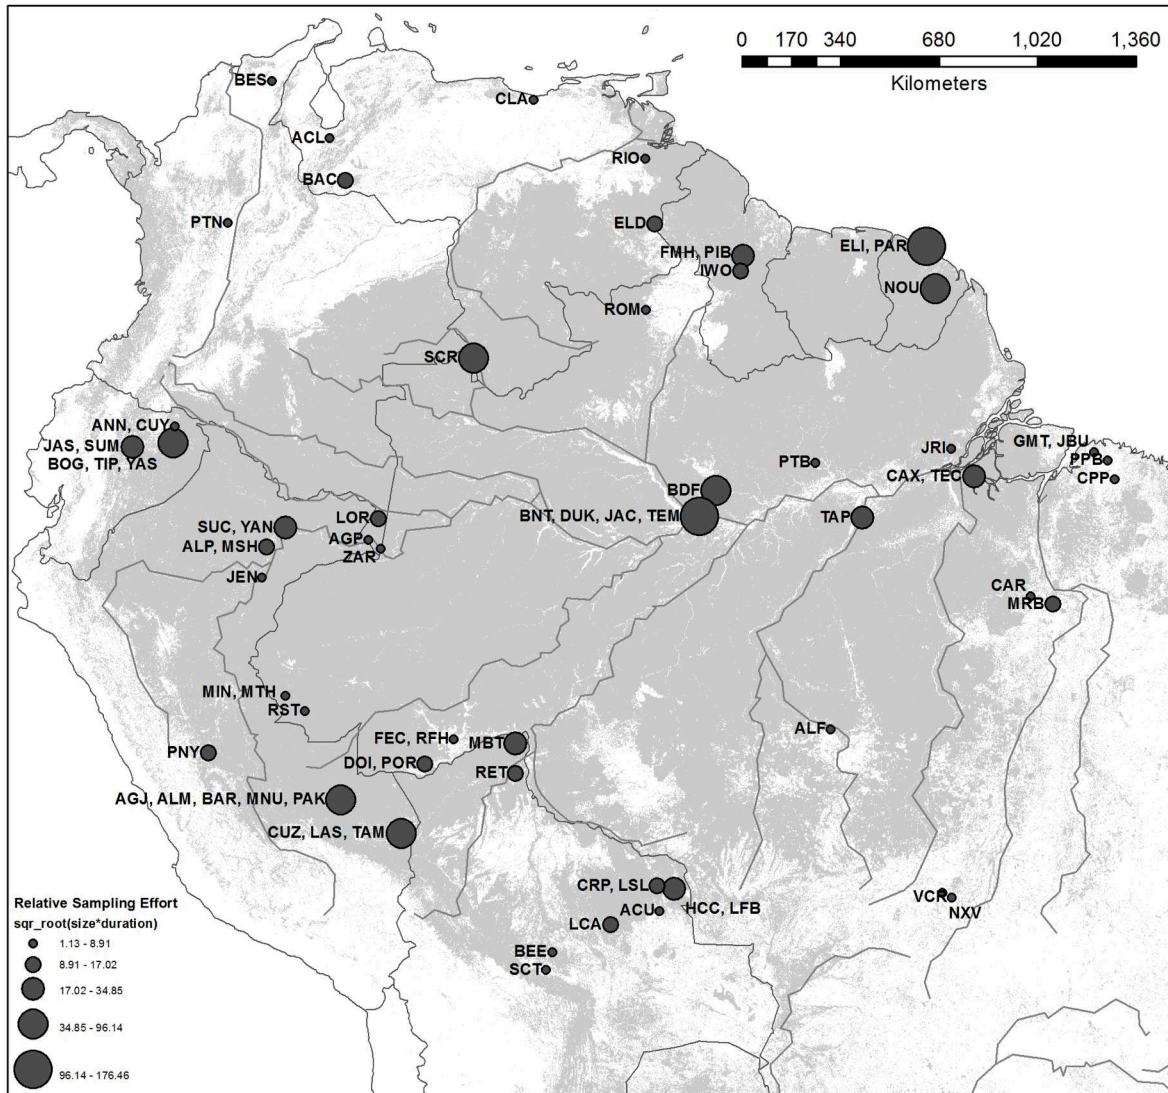 0 170 340 680 1,020 1,360
Kilometers
BES
CLA
ACL
RIO
BAC
PTN
ELD
ELI, PAR
FMH, PIB
IWO
NOU
ROM
SCR
ANN, CUY
JAS, SUM
BOG, TIP, YAS
GMT, JBU
JRI
PPB
PTB
CAX, TEC
CPP
BDF
BNT, DUK, JAC, TEM
TAP
LOR
SUC, YAN
AGP
ALP, MSH
ZAR
JEN
CAR
MRB
MIN, MTH
RST
ALF
FEC, RFH
MBT
PNY
DOI, POR
RET
AGJ, ALM, BAR, MNU, PAK
CUZ, LAS, TAM
CRP, LSL
VCR
HCC, LFB
ACU
NXV
LCA
BEE
SCT
Relative Sampling Effort
sqr_root(size*duration)
1.13 - 8.91
8.91 - 17.02
17.02 - 34.85
34.85 - 96.14
96.14 - 176.46